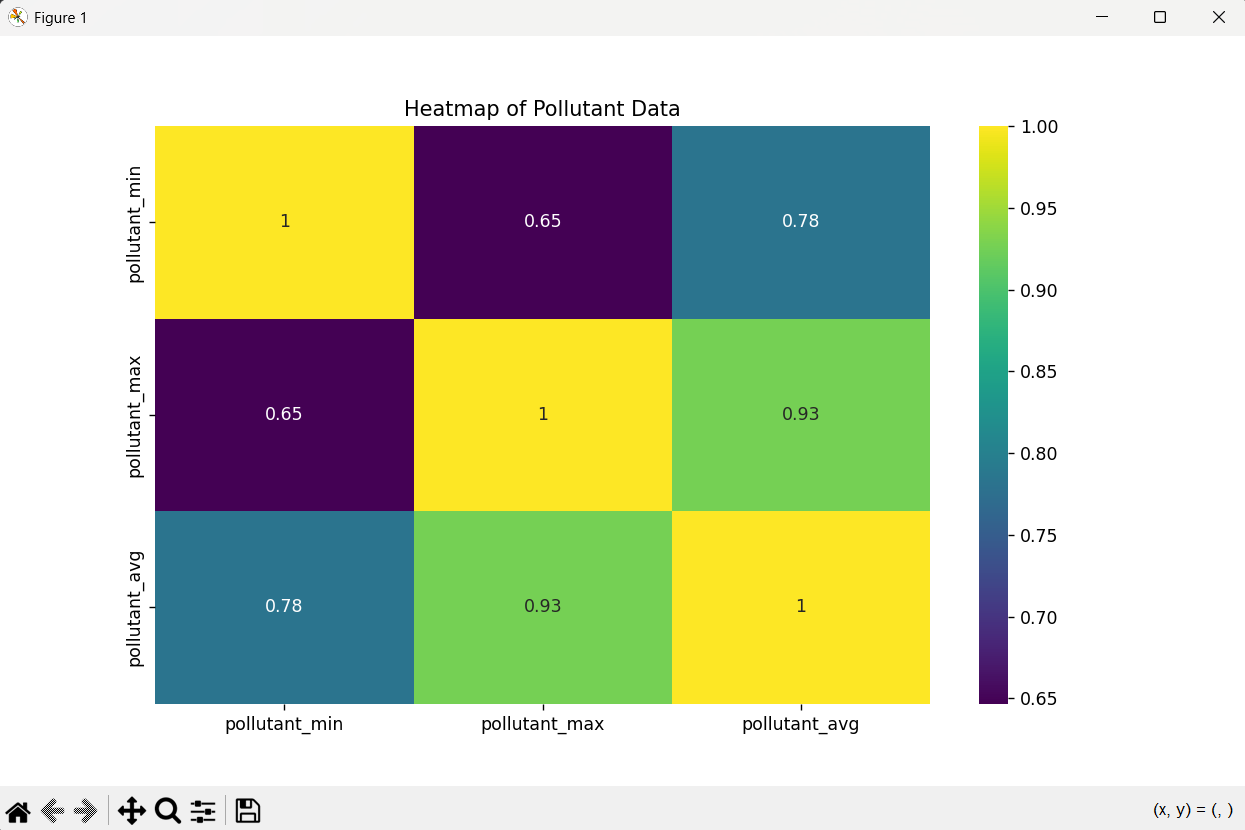 Figure 1
Heatmap of Pollutant Data
pollutant_min
1
0.65
0.78
pollutant_max
0.65
1
0.93
pollutant_avg
0.78
0.93
1
pollutant_min
pollutant_max
pollutant_avg
1.00
0.95
0.90
0.85
0.80
0.75
0.70
0.65
(x, y) = (, )